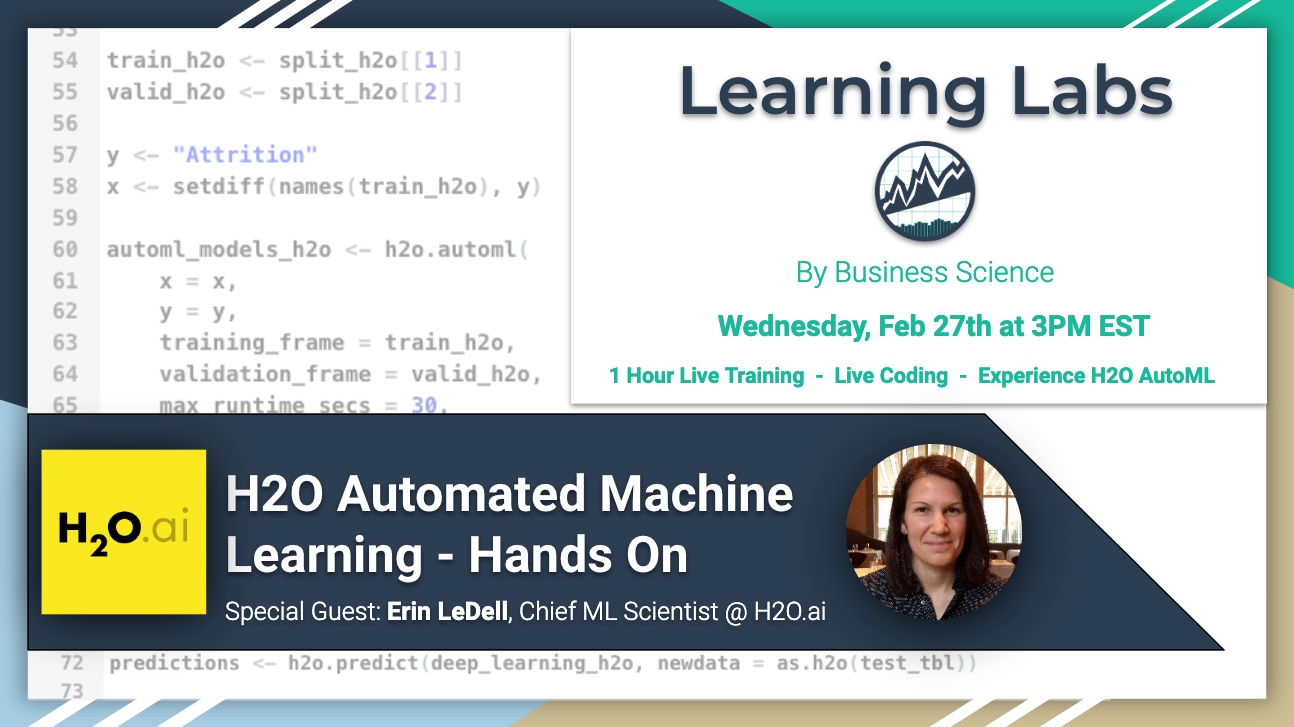 53
54 train_h2o <- split_h2o[[1]]
55 valid_h2o <- split_h2o[[2]]
56
57 y <- "Attrition"
58 x <- setdiff(names(train_h2o), y)
59
60 automl_models_h2o <- h2o.automl(
61 x = x,
62 y = y,
63 training_frame = train_h2o,
64 validation_frame = valid_h2o,
65 max_runtime_secs = 30,
Learning Labs
By Business Science
Wednesday, Feb 27th at 3PM EST
1 Hour Live Training - Live Coding - Experience H2O AutoML
H2O.ai
H2O Automated Machine
Learning - Hands On
Special Guest: Erin LeDell, Chief ML Scientist @ H2O.ai
72 predictions <- h2o.predict(deep_learning_h2o, newdata = as.h2o(test_tbl))
73